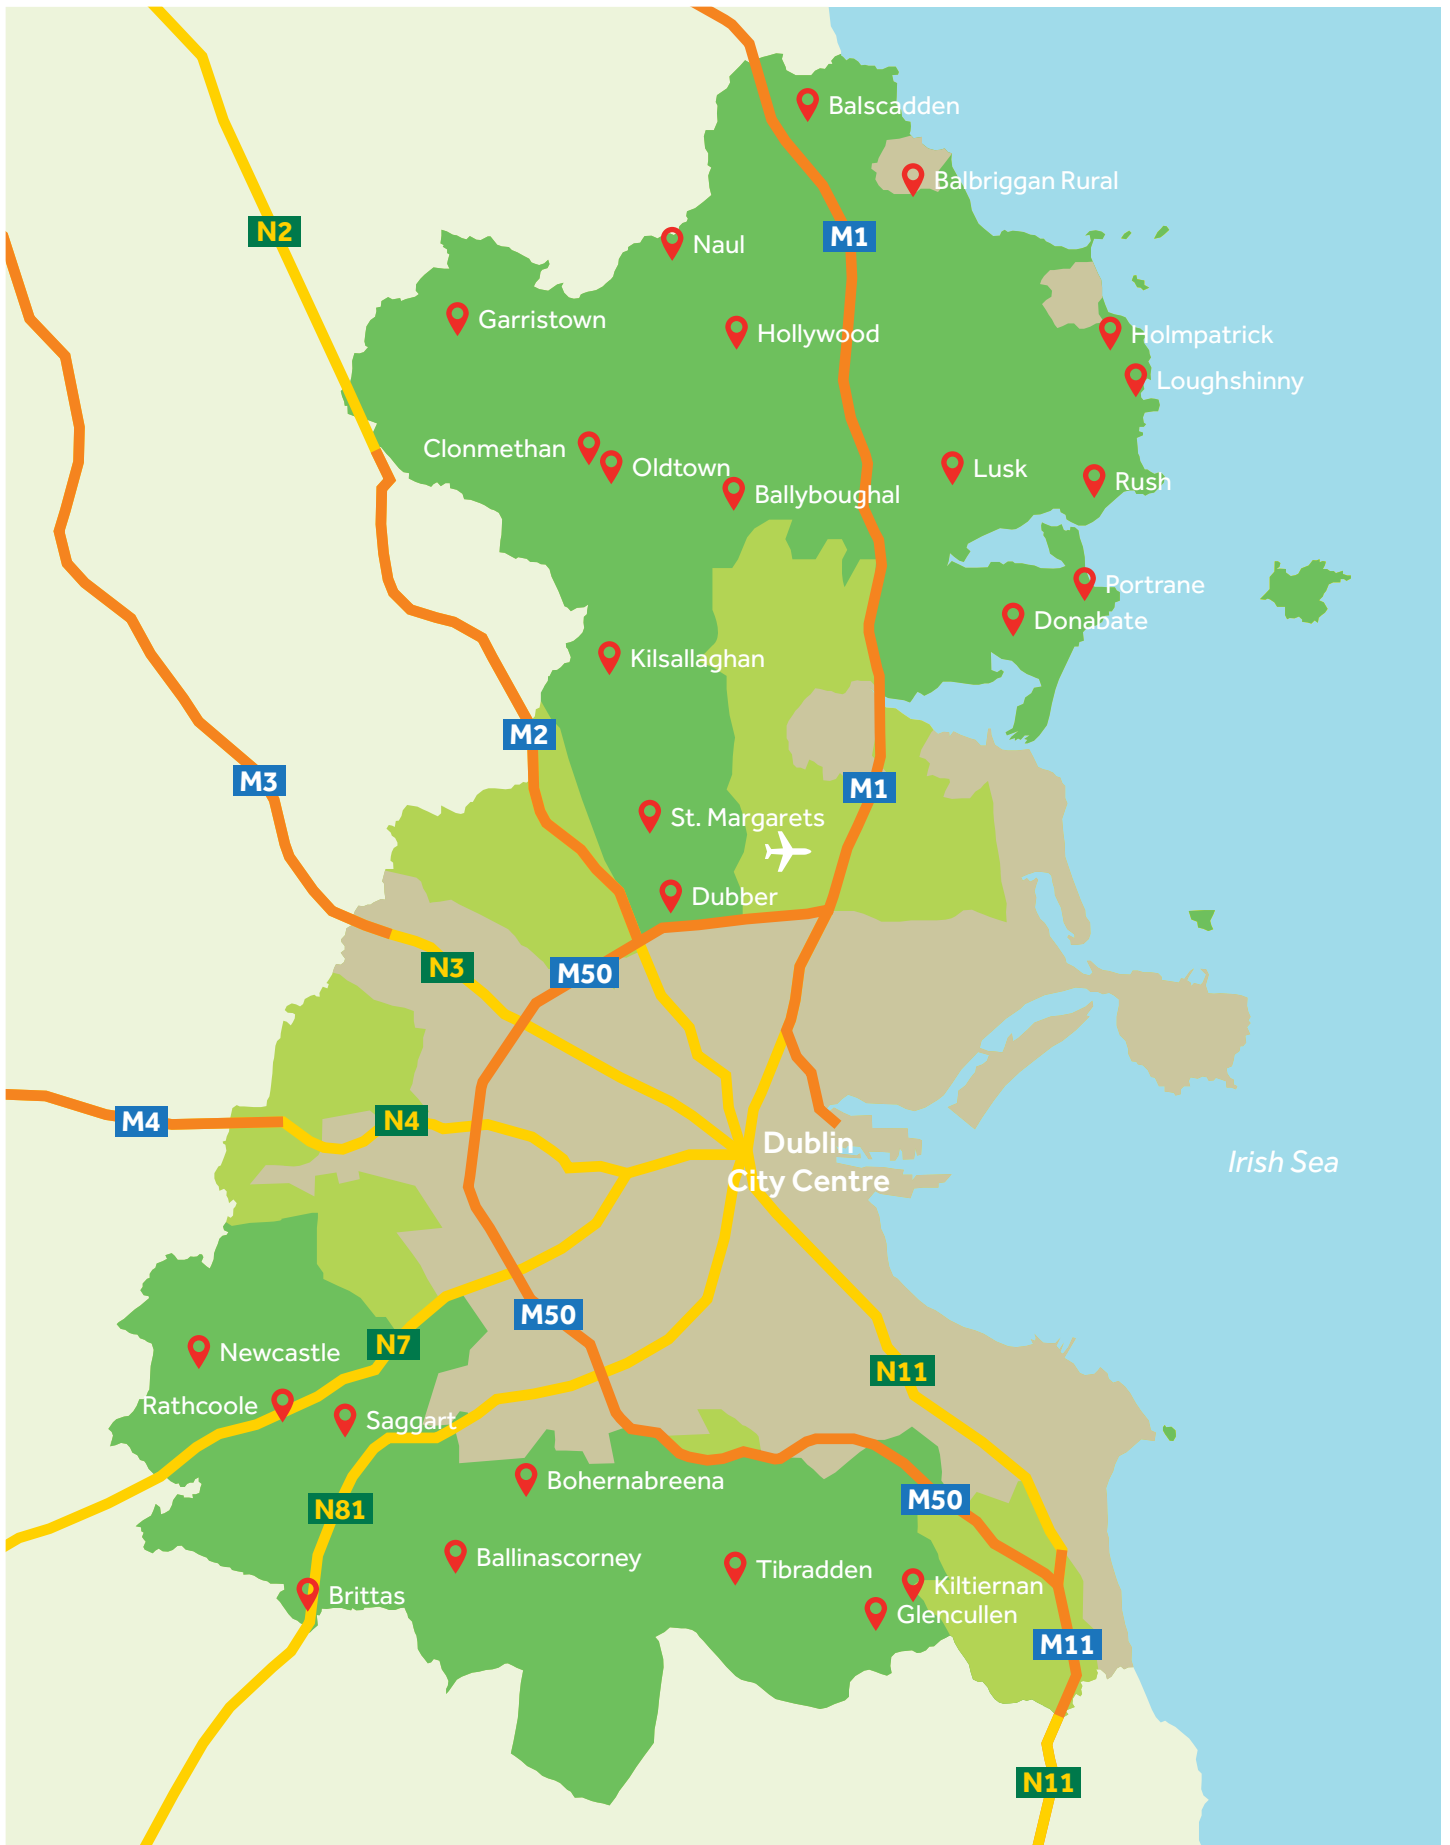 Balscadden
Balbriggan Rural
N2
M1
Naul
Garristown
Hollywood
Holmpatrick
Loughshinny
Clonmethan
Oldtown
Lusk
Rush
Ballyboughal
Portrane
Donabate
Kilsallaghan
M2
M3
M1
St. Margarets
Dubber
N3
M50
M4
N4
Dublin
City Centre
Irish Sea
M50
N7
Newcastle
N11
Rathcoole
Saggart
Bohernabreena
M50
N81
Ballinascorney
Tibradden
Kiltiernan
Brittas
Glencullen
M11
N11